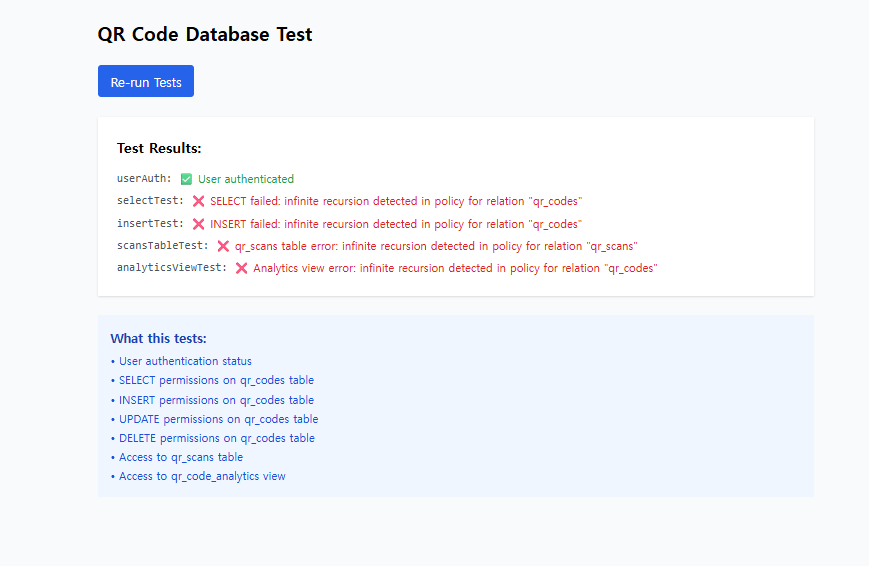 QR Code Database Test
Re-run Tests
Test Results:
userAuth: ✅ User authenticated
selectTest: ❌ SELECT failed: infinite recursion detected in policy for relation "qr_codes"
insertTest: ❌ INSERT failed: infinite recursion detected in policy for relation "qr_codes"
scansTableTest: ❌ qr_scans table error: infinite recursion detected in policy for relation "qr_scans"
analyticsViewTest: ❌ Analytics view error: infinite recursion detected in policy for relation "qr_codes"
What this tests:
• User authentication status
• SELECT permissions on qr_codes table
• INSERT permissions on qr_codes table
• UPDATE permissions on qr_codes table
• DELETE permissions on qr_codes table
• Access to qr_scans table
• Access to qr_code_analytics view